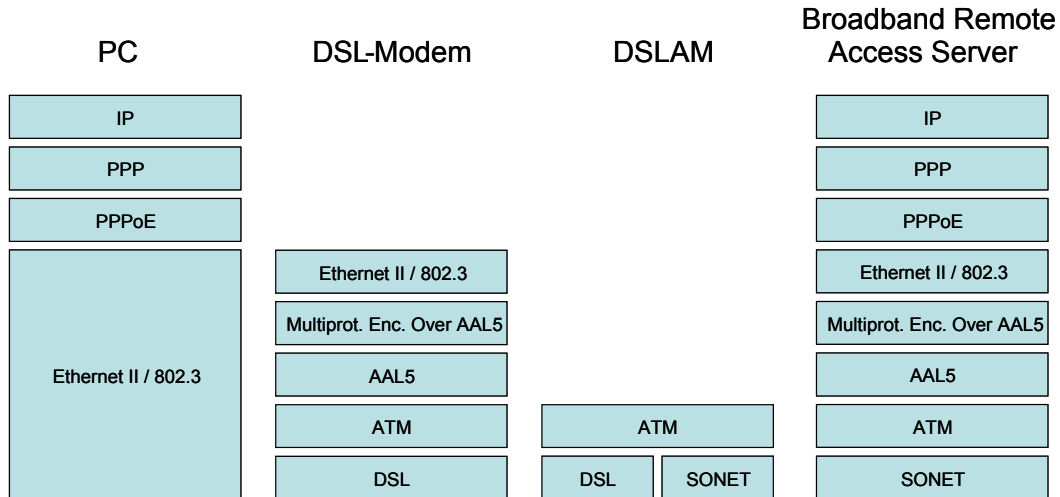 PC
DSL-Modem
DSLAM
Broadband Remote
Access Server
IP
PPP
PPPoE
Ethernet II / 802.3
Ethernet II / 802.3
Multiprot. Enc. Over AAL5
AAL5
ATM
DSL
ATM
DSL
SONET
IP
PPP
PPPoE
Ethernet II / 802.3
Multiprot. Enc. Over AAL5
AAL5
ATM
SONET